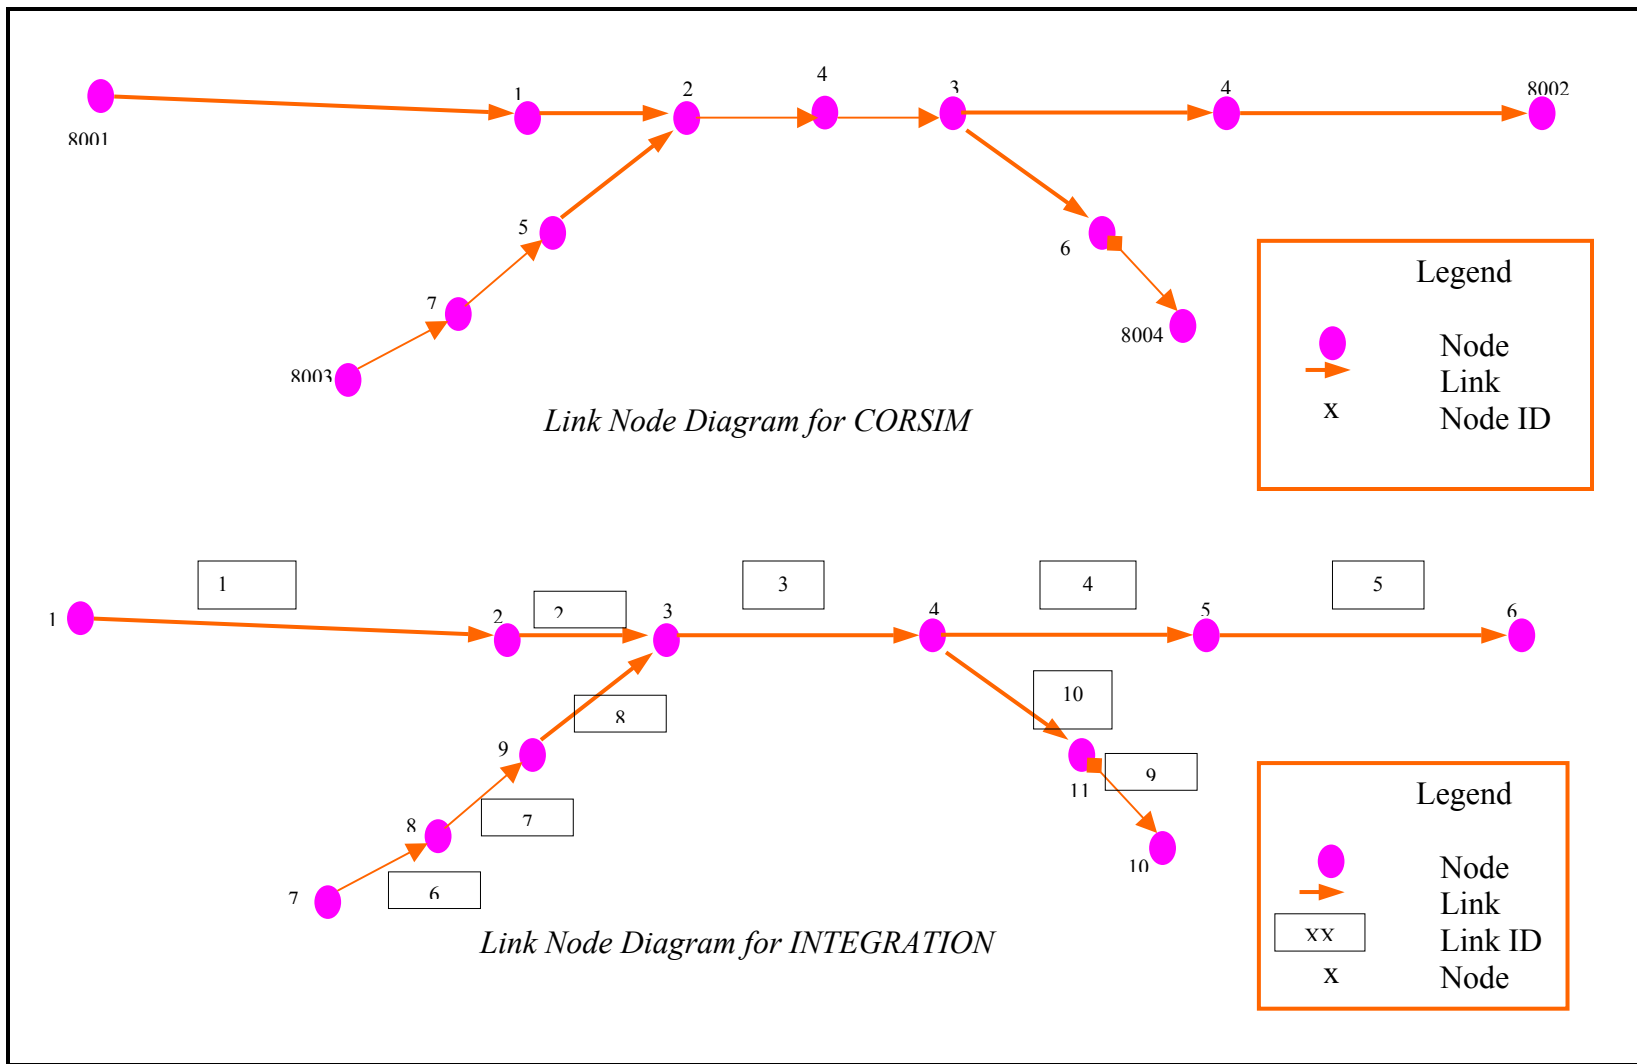 4
1
2
3
4
8002
8001
5
6
7
8004
8003
Legend
Node
Link
x
Node ID
Link Node Diagram for CORSIM
1
2
3
4
5
1
2
3
4
5
6
10
8
9
9
11
7
8
10
6
7
Legend
Node
Link
xx
Link ID
x
Node
Link Node Diagram for INTEGRATION